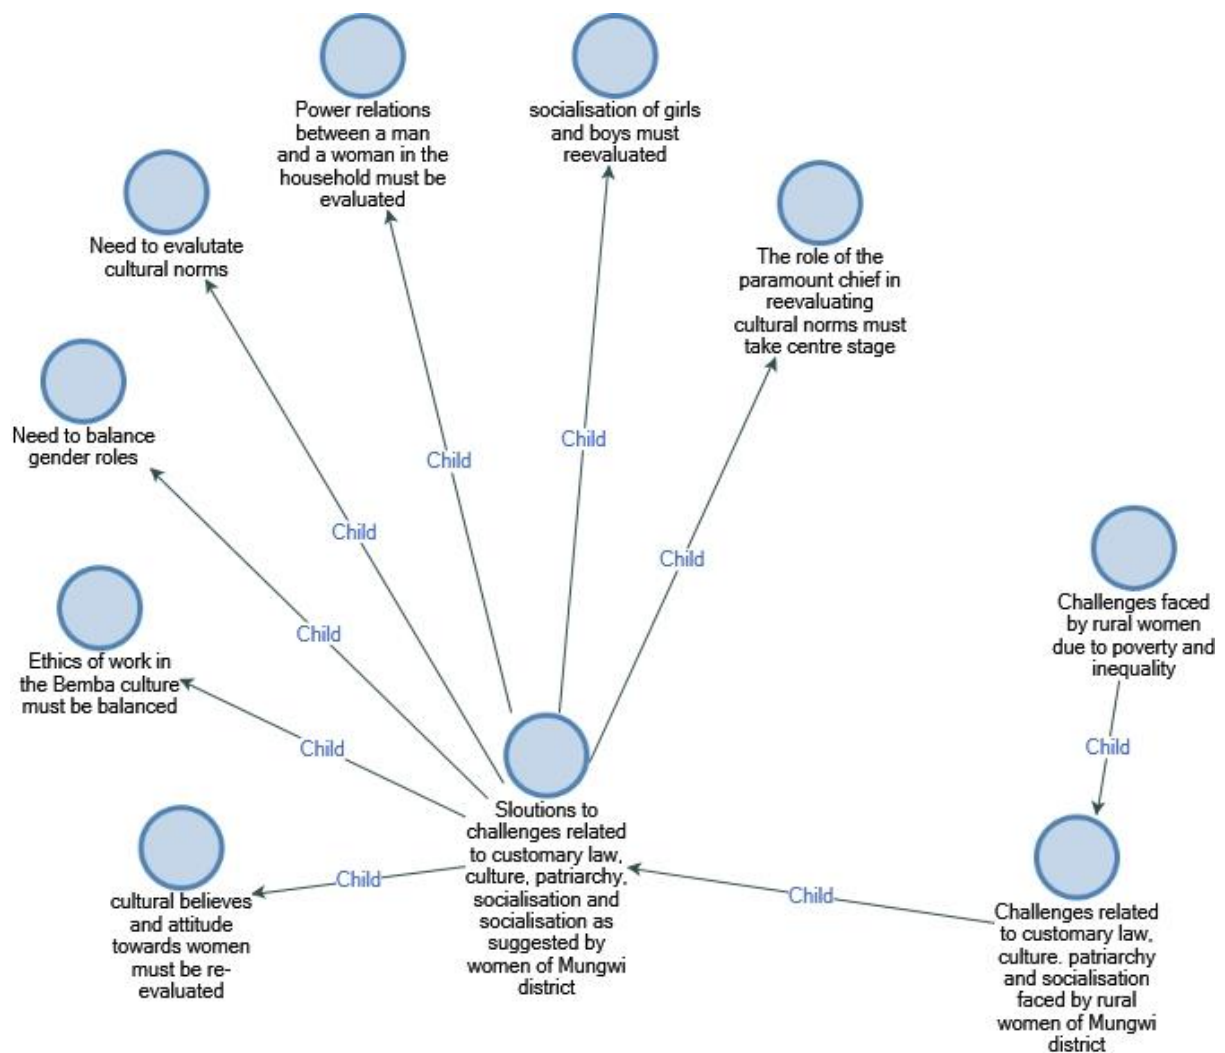 Power relations
between a man
and a woman in the
household must be
evaluated
socialisation of girls
and boys must
reevaluated
Need to evalutate
cultural norms
The role of the
paramount chief in
reevaluating
cultural norms must
take centre stage
Need to balance
gender roles
Child
Child
Child
Child
Ethics of work in
the Bemba culture
must be balanced
Child
Child
Challenges faced
by rural women
due to poverty and
inequality
Child
cultural believes
and attitude
towards women
must be re-
evaluated
Child
Sloutions to
challenges related
to customary law,
culture, patriarchy,
socialisation and
socialisation as
suggested by
women of Mungwi
district
Child
Challenges related
to customary law,
culture. patriarchy
and socialisation
faced by rural
women of Mungwi
district